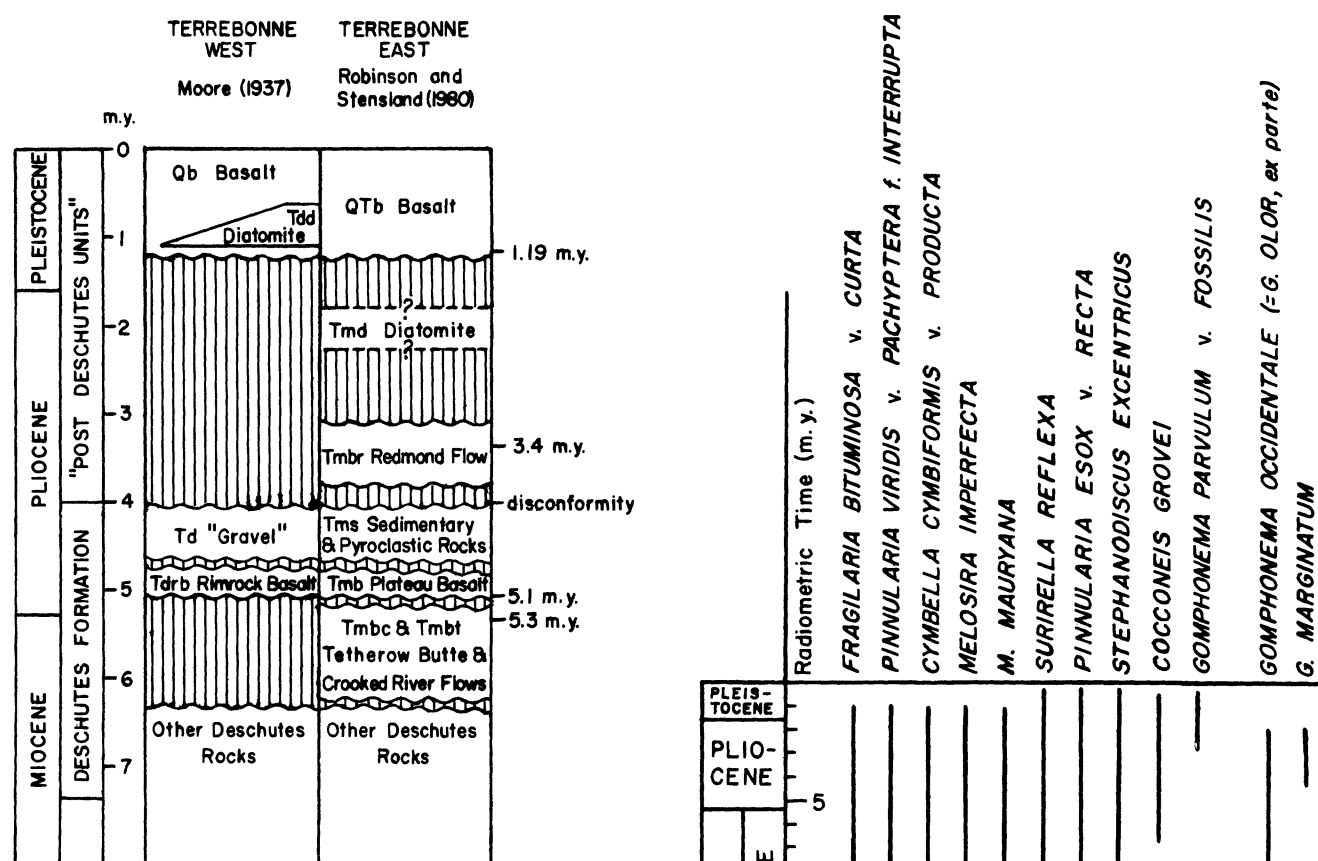 TERREBONNE
WEST
Moore (1937)
TERREBONNE
EAST
Robinson and
Stensland (1980)
m.y.
0
1
2
3
4
5
6
7
PLEISTOCENE
PLIOCENE
MIOCENE
"POST DESCHUTES UNITS"
DESCHUTES FORMATION
Qb Basalt
Tdd
Diatomite
Td "Gravel"
Tdrb Rimrock Basalt
Other Deschutes
Rocks
QTb Basalt
?
Tmd Diatomite
?
Tmbr Redmond Flow
Tms Sedimentary
& Pyroclastic Rocks
Tmb Plateau Basalt
Tmbc & Tmbt
Tetherow Butte &
Crooked River Flows
Other Deschutes
Rocks
1.19 m.y.
3.4 m.y.
disconformity
5.1 m.y.
5.3 m.y.
Radiometric Time (m.y.)
FRAGILARIA BITUMINOSA v. CURTA
PINNULARIA VIRIDIS v. PACHYPTERA f. INTERRUPTA
CYMBELLA CYMBIFORMIS v. PRODUCTA
MELOSIRA IMPERFECTA
M. MAURYANA
SURIRELLA REFLEXA
PINNULARIA ESOX v. RECTA
STEPHANODISCUS EXCENTRICUS
COCCONEIS GROVEI
GOMPHONEMA PARVULUM v. FOSSILIS
GOMPHONEMA OCCIDENTALE (=G. OLOR, ex parte)
G. MARGINATUM
PLEIS-
TOCENE
PLIO-
CENE
5
E